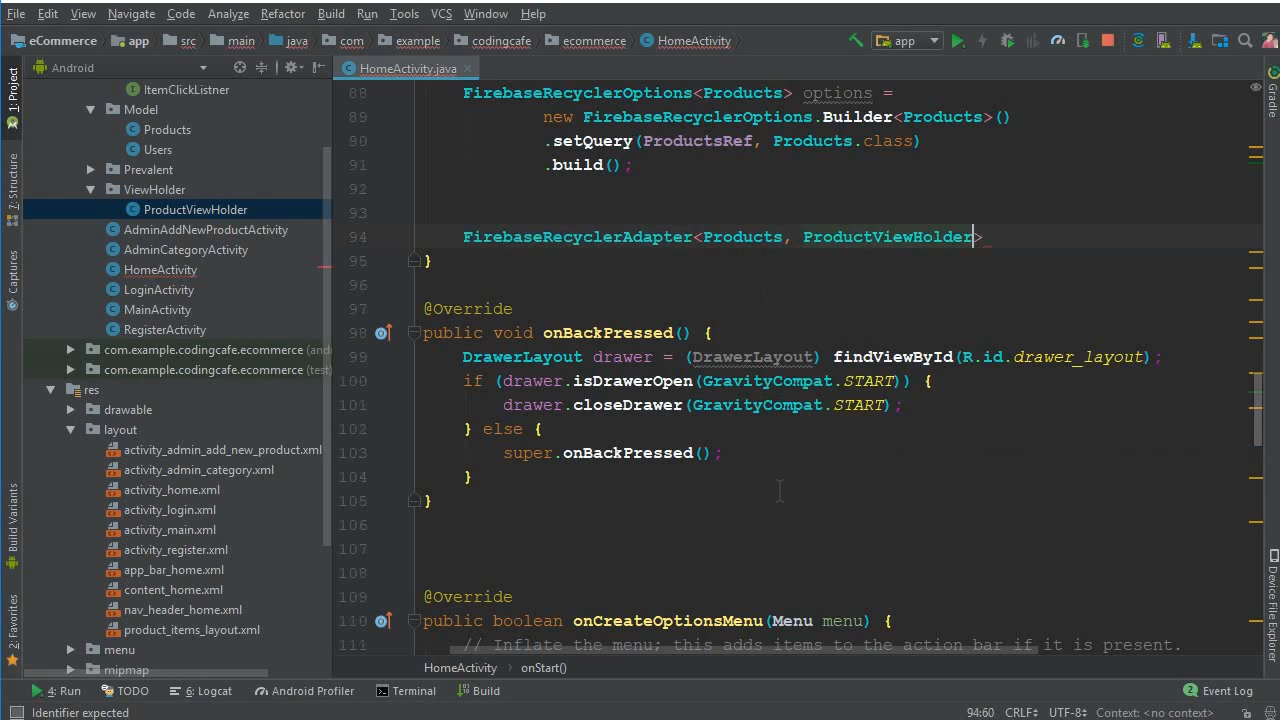 File Edit View Navigate Code Analyze Refactor Build Run Tools VCS Window Help
eCommerce app src main java com example codingcafe ecommerce HomeActivity app
Android HomeActivity.java
1: Project
7: Structure
Captures
Build Variants
2: Favorites
ItemClickListner
Model
Products
Users
Prevalent
ViewHolder
ProductViewHolder
AdminAddNewProductActivity
AdminCategoryActivity
HomeActivity
LoginActivity
MainActivity
RegisterActivity
com.example.codingcafe.ecommerce (and
com.example.codingcafe.ecommerce (test)
res
drawable
layout
activity_admin_add_new_product.xml
activity_admin_category.xml
activity_home.xml
activity_login.xml
activity_main.xml
activity_register.xml
app_bar_home.xml
content_home.xml
nav_header_home.xml
product_items_layout.xml
menu
mipmap
88 FirebaseRecyclerOptions<Products> options =
89 new FirebaseRecyclerOptions.Builder<Products>()
90 .setQuery(ProductsRef, Products.class)
91 .build();
92
93
94 FirebaseRecyclerAdapter<Products, ProductViewHolder>
95 }
96
97 @Override
98 public void onBackPressed() {
99 DrawerLayout drawer = (DrawerLayout) findViewById(R.id.drawer_layout);
100 if (drawer.isDrawerOpen(GravityCompat.START)) {
101 drawer.closeDrawer(GravityCompat.START);
102 } else {
103 super.onBackPressed();
104 }
105 }
106
107
108
109 @Override
110 public boolean onCreateOptionsMenu(Menu menu) {
111 // Inflate the menu; this adds items to the action bar if it is present.
HomeActivity onStart()
Gradle
Device File Explorer
4: Run TODO 6: Logcat Android Profiler Terminal Build 2 Event Log
Identifier expected 94:60 CRLF UTF-8 Context: <no context>